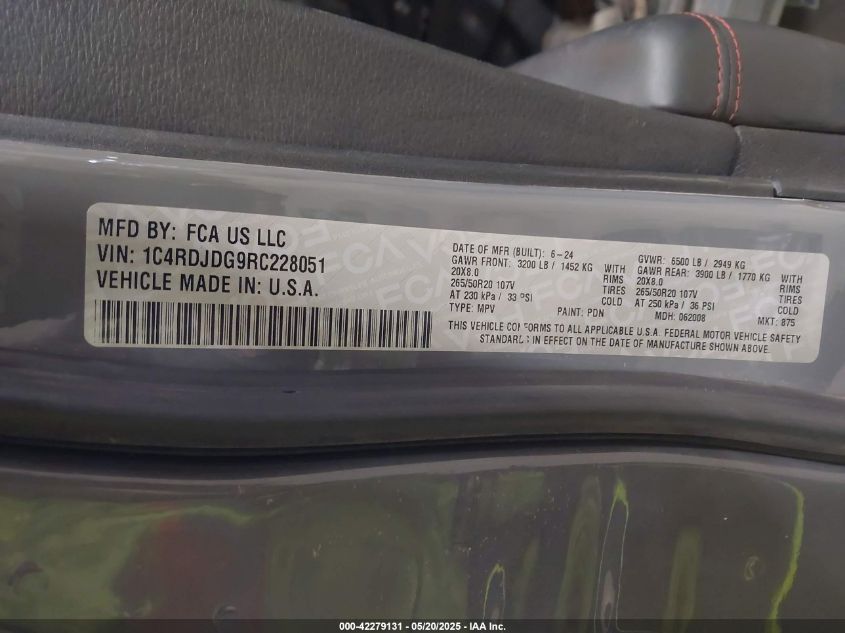 MFD BY: FCA US LLC
VIN: 1C4RDJDG9RC228051
VEHICLE MADE IN: U.S.A.
DATE OF MFR (BUILT): 6-24 GVWR: 6500 LB / 2949 KG
GAWR FRONT: 3200 LB / 1452 KG GAWR REAR: 3900 LB / 1770 KG
20X8.0 RIMS 20X8.0 RIMS
265/50R20 107V TIRES 265/50R20 107V TIRES
AT 230 kPa / 33 PSI COLD AT 250 kPa / 36 PSI COLD
TYPE: MPV PAINT: PDN MDH: 062008 MKT: 875
THIS VEHICLE CONFORMS TO ALL APPLICABLE U.S.A. FEDERAL MOTOR VEHICLE SAFETY
STANDARDS IN EFFECT ON THE DATE OF MANUFACTURE SHOWN ABOVE.
000-42279131 - 05/20/2025 - IAA Inc.